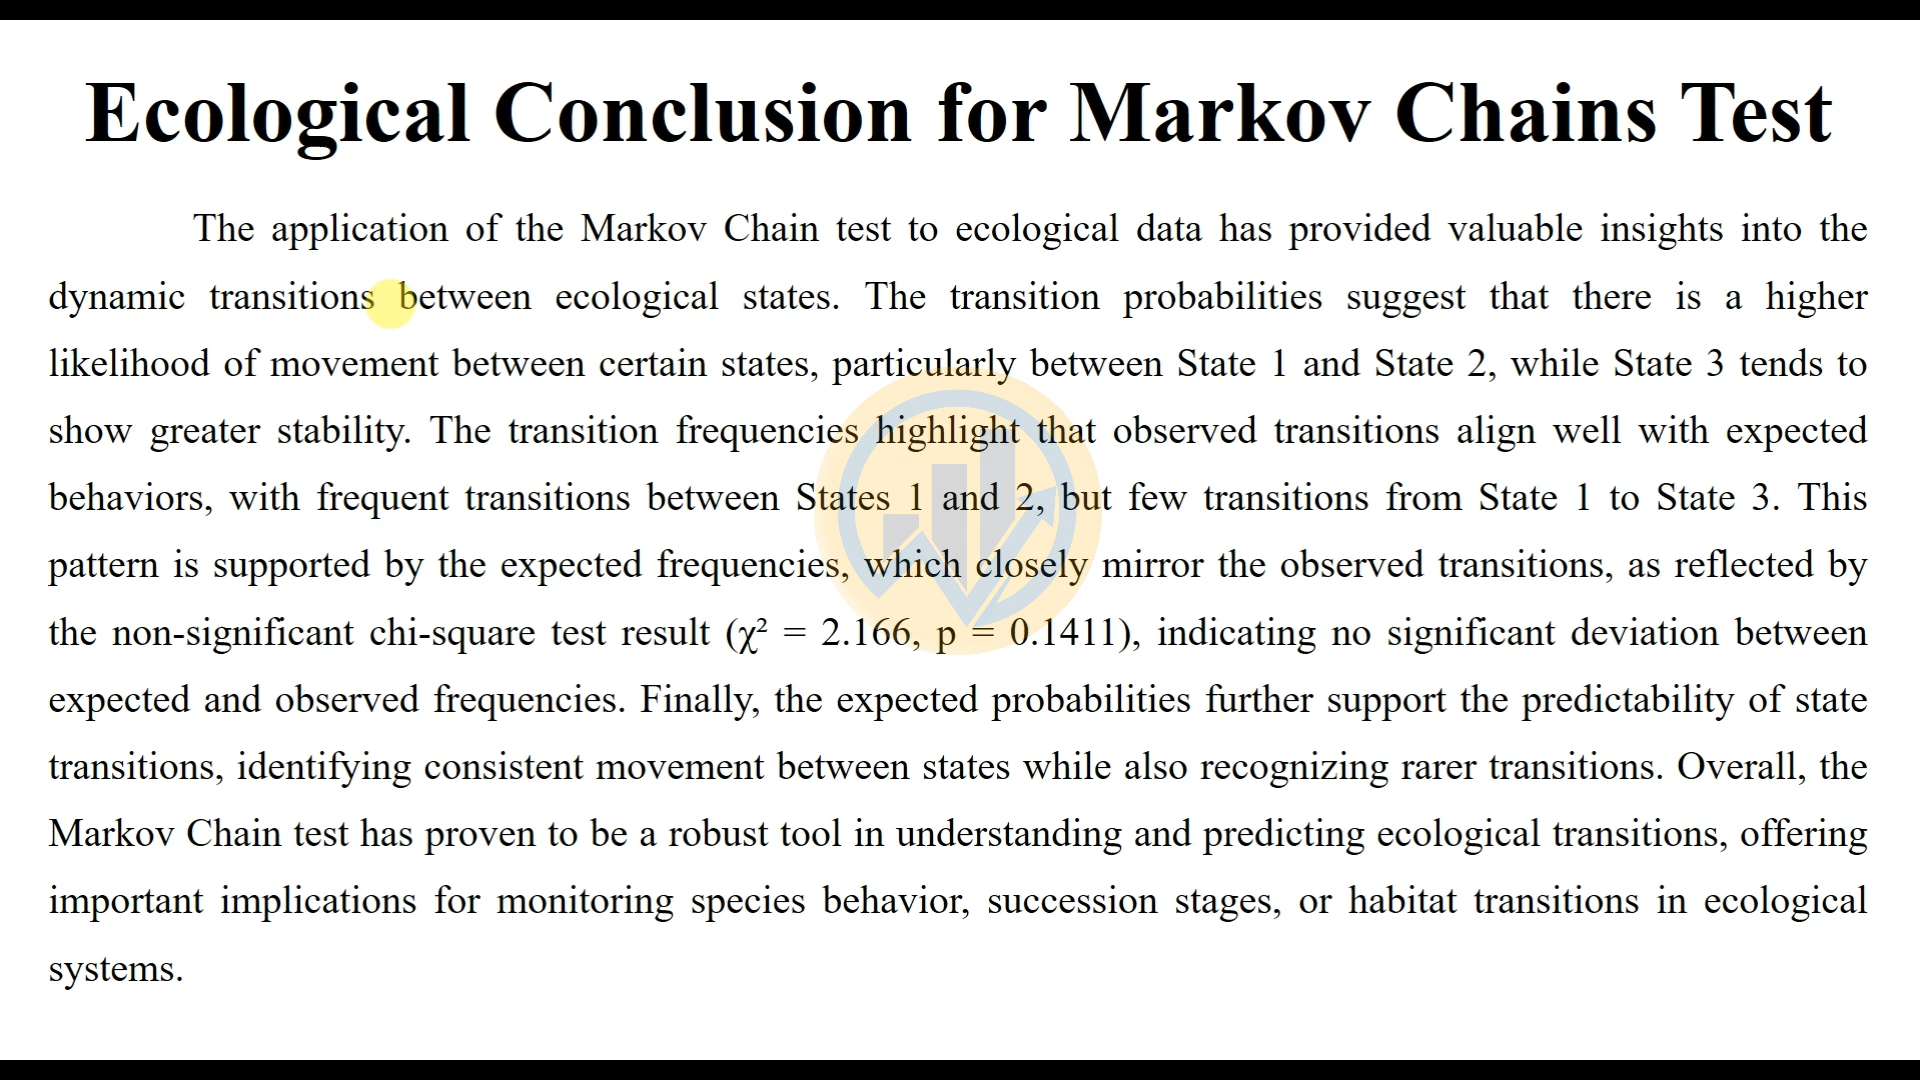 Ecological Conclusion for Markov Chains Test
The application of the Markov Chain test to ecological data has provided valuable insights into the
dynamic transitions between ecological states. The transition probabilities suggest that there is a higher
likelihood of movement between certain states, particularly between State 1 and State 2, while State 3 tends to
show greater stability. The transition frequencies highlight that observed transitions align well with expected
behaviors, with frequent transitions between States 1 and 2, but few transitions from State 1 to State 3. This
pattern is supported by the expected frequencies, which closely mirror the observed transitions, as reflected by
the non-significant chi-square test result (χ² = 2.166, p = 0.1411), indicating no significant deviation between
expected and observed frequencies. Finally, the expected probabilities further support the predictability of state
transitions, identifying consistent movement between states while also recognizing rarer transitions. Overall, the
Markov Chain test has proven to be a robust tool in understanding and predicting ecological transitions, offering
important implications for monitoring species behavior, succession stages, or habitat transitions in ecological
systems.